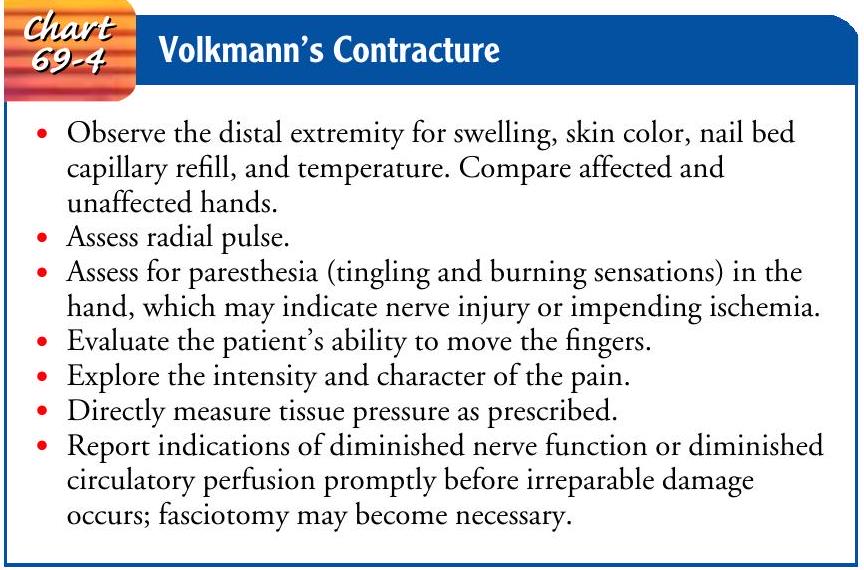 Chart
69-4
Volkmann's Contracture
• Observe the distal extremity for swelling, skin color, nail bed
capillary refill, and temperature. Compare affected and
unaffected hands.
• Assess radial pulse.
• Assess for paresthesia (tingling and burning sensations) in the
hand, which may indicate nerve injury or impending ischemia.
• Evaluate the patient's ability to move the fingers.
• Explore the intensity and character of the pain.
• Directly measure tissue pressure as prescribed.
• Report indications of diminished nerve function or diminished
circulatory perfusion promptly before irreparable damage
occurs; fasciotomy may become necessary.